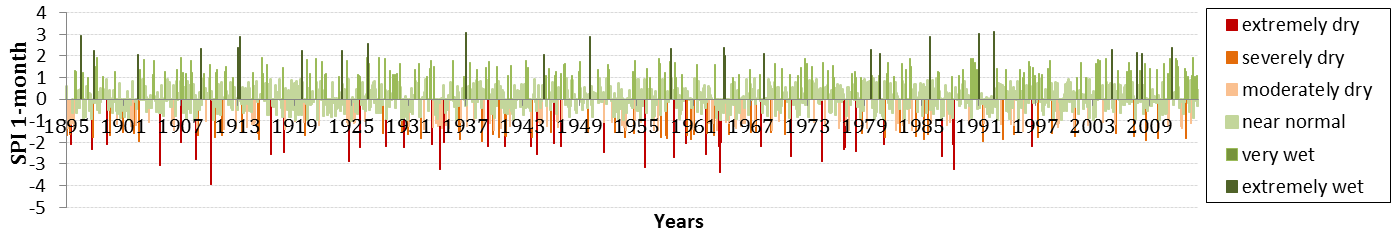 SPI 1-month
4
3
2
1
0
-1
-2
-3
-4
-5
1895 1901 1907 1913 1919 1925 1931 1937 1943 1949 1955 1961 1967 1973 1979 1985 1991 1997 2003 2009
Years
extremely dry
severely dry
moderately dry
near normal
very wet
extremely wet